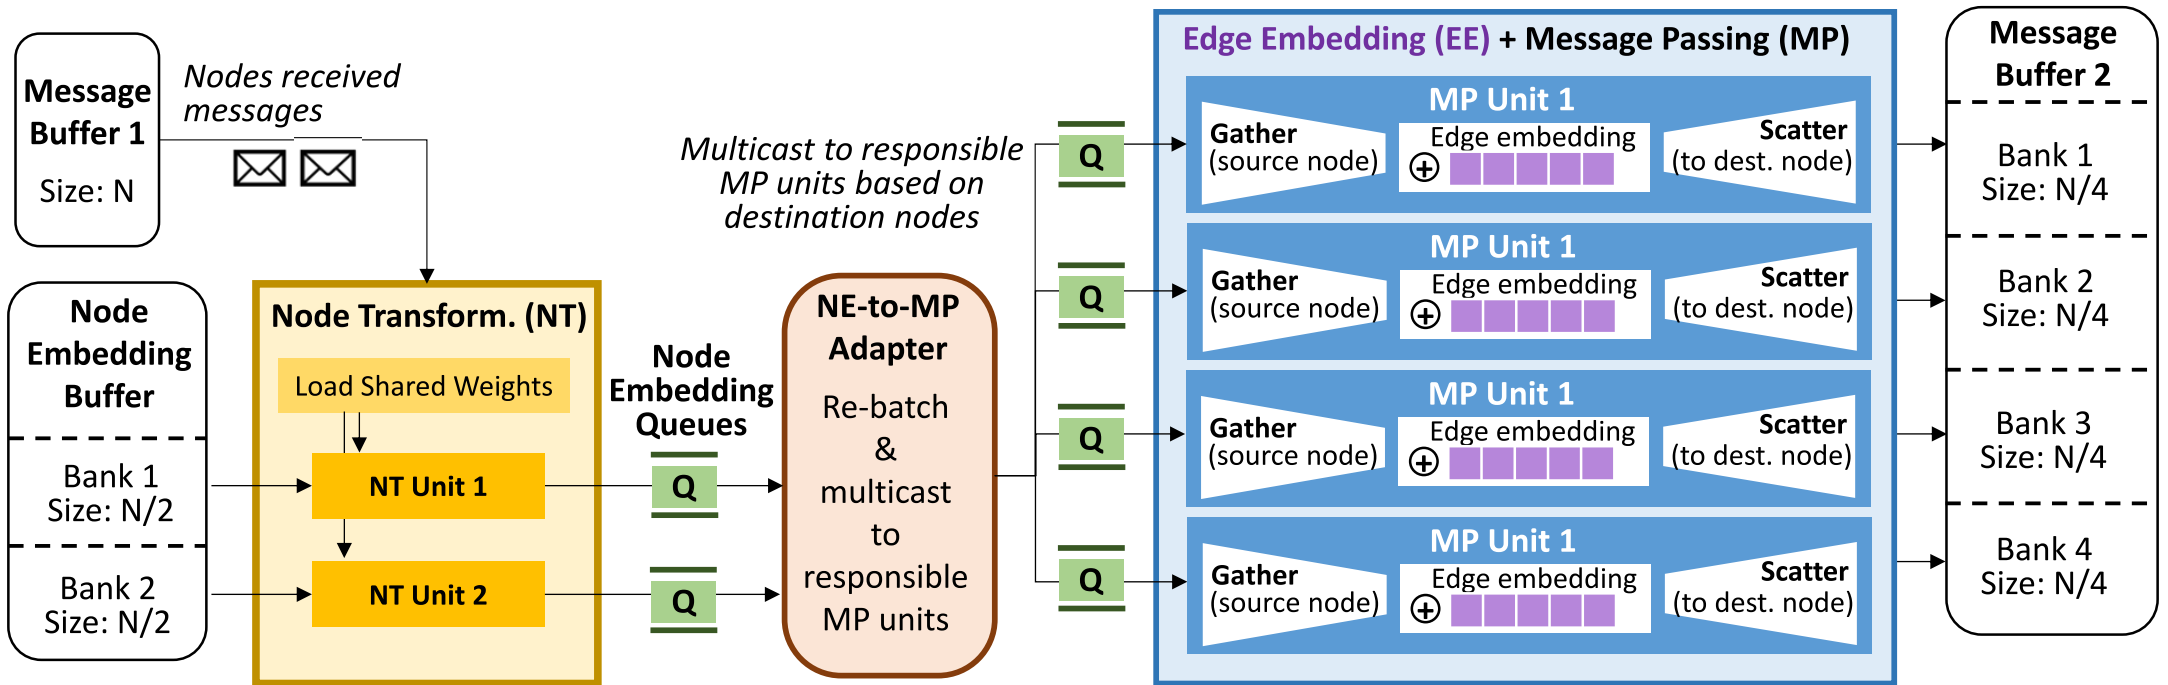 Message
Buffer 1
Size: N
Nodes received
messages
Node
Embedding
Buffer
Bank 1
Size: N/2
Bank 2
Size: N/2
Node Transform. (NT)
Load Shared Weights
NT Unit 1
NT Unit 2
Node
Embedding
Queues
Q
Q
NE-to-MP
Adapter
Re-batch
&
multicast
to
responsible
MP units
Multicast to responsible
MP units based on
destination nodes
Q
Q
Q
Q
Edge Embedding (EE) + Message Passing (MP)
MP Unit 1
Gather
(source node)
Edge embedding
+
Scatter
(to dest. node)
MP Unit 1
Gather
(source node)
Edge embedding
+
Scatter
(to dest. node)
MP Unit 1
Gather
(source node)
Edge embedding
+
Scatter
(to dest. node)
MP Unit 1
Gather
(source node)
Edge embedding
+
Scatter
(to dest. node)
Message
Buffer 2
Bank 1
Size: N/4
Bank 2
Size: N/4
Bank 3
Size: N/4
Bank 4
Size: N/4